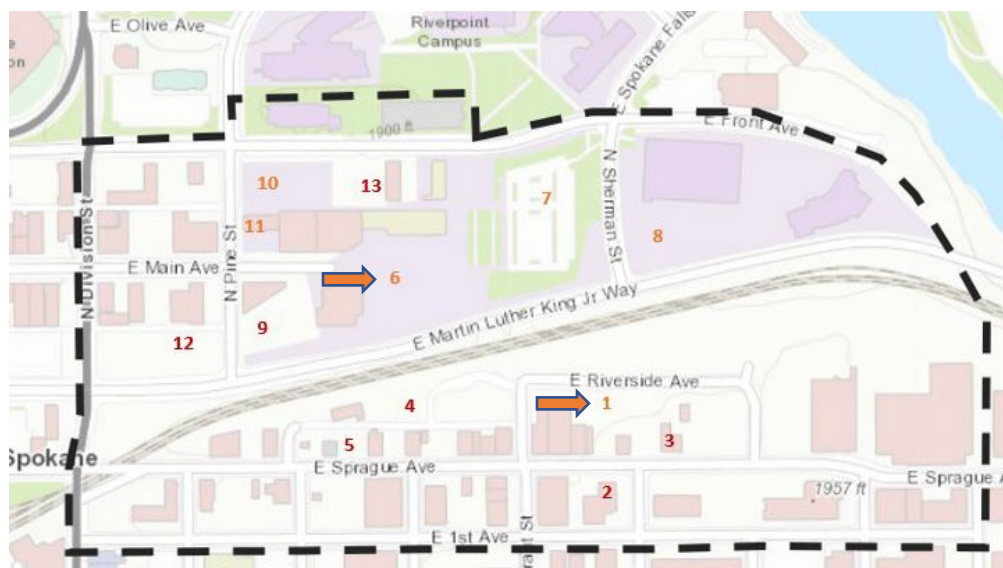 E Olive Ave
Riverpoint
Campus
E Spokane Falls
1900 ft
E Front Ave
N Division St
N Pine St
N Sherman St
10
13
7
11
8
E Main Ave
6
9
12
E Martin Luther King Jr Way
E Riverside Ave
4
1
5
3
Spokane
E Sprague Ave
E Sprague A
2
1957 ft
E 1st Ave